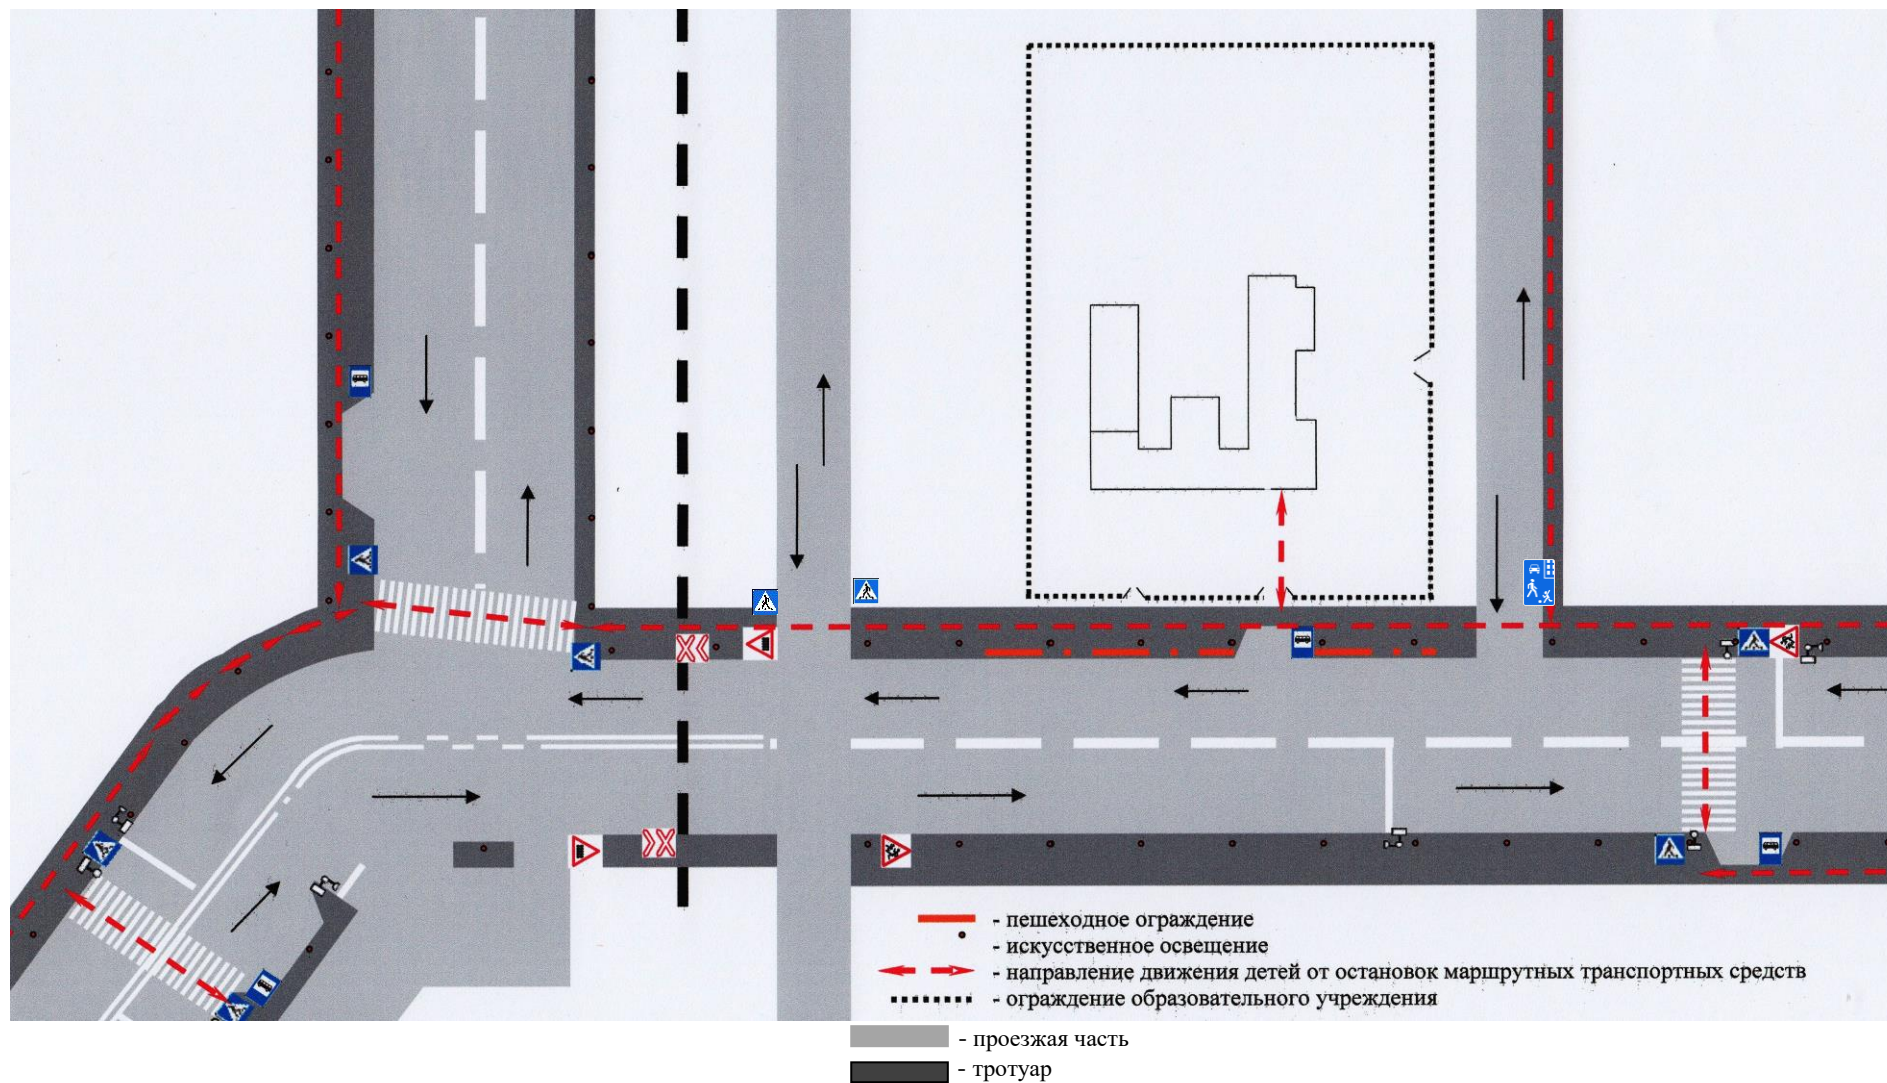 - пешеходное ограждение
- искусственное освещение
- направление движения детей от остановок маршрутных транспортных средств
- ограждение образовательного учреждения
- проезжая часть
- тротуар